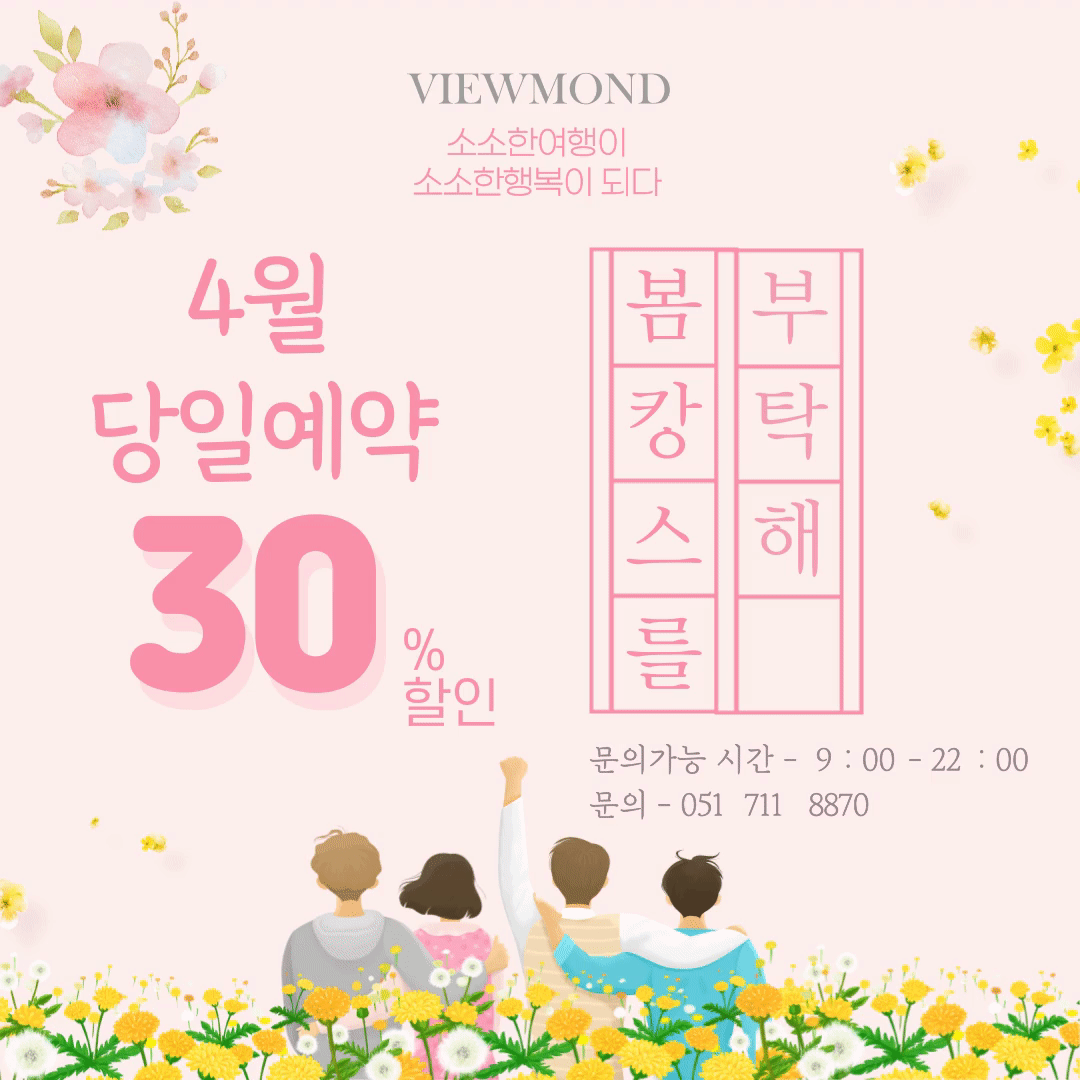 VIEWMOND
소소한여행이
소소한행복이 되다
4월
당일예약
30
%
할인
봄캉스를
부탁해
문의가능 시간 - 9 : 00 - 22 : 00
문의 - 051 711 8870